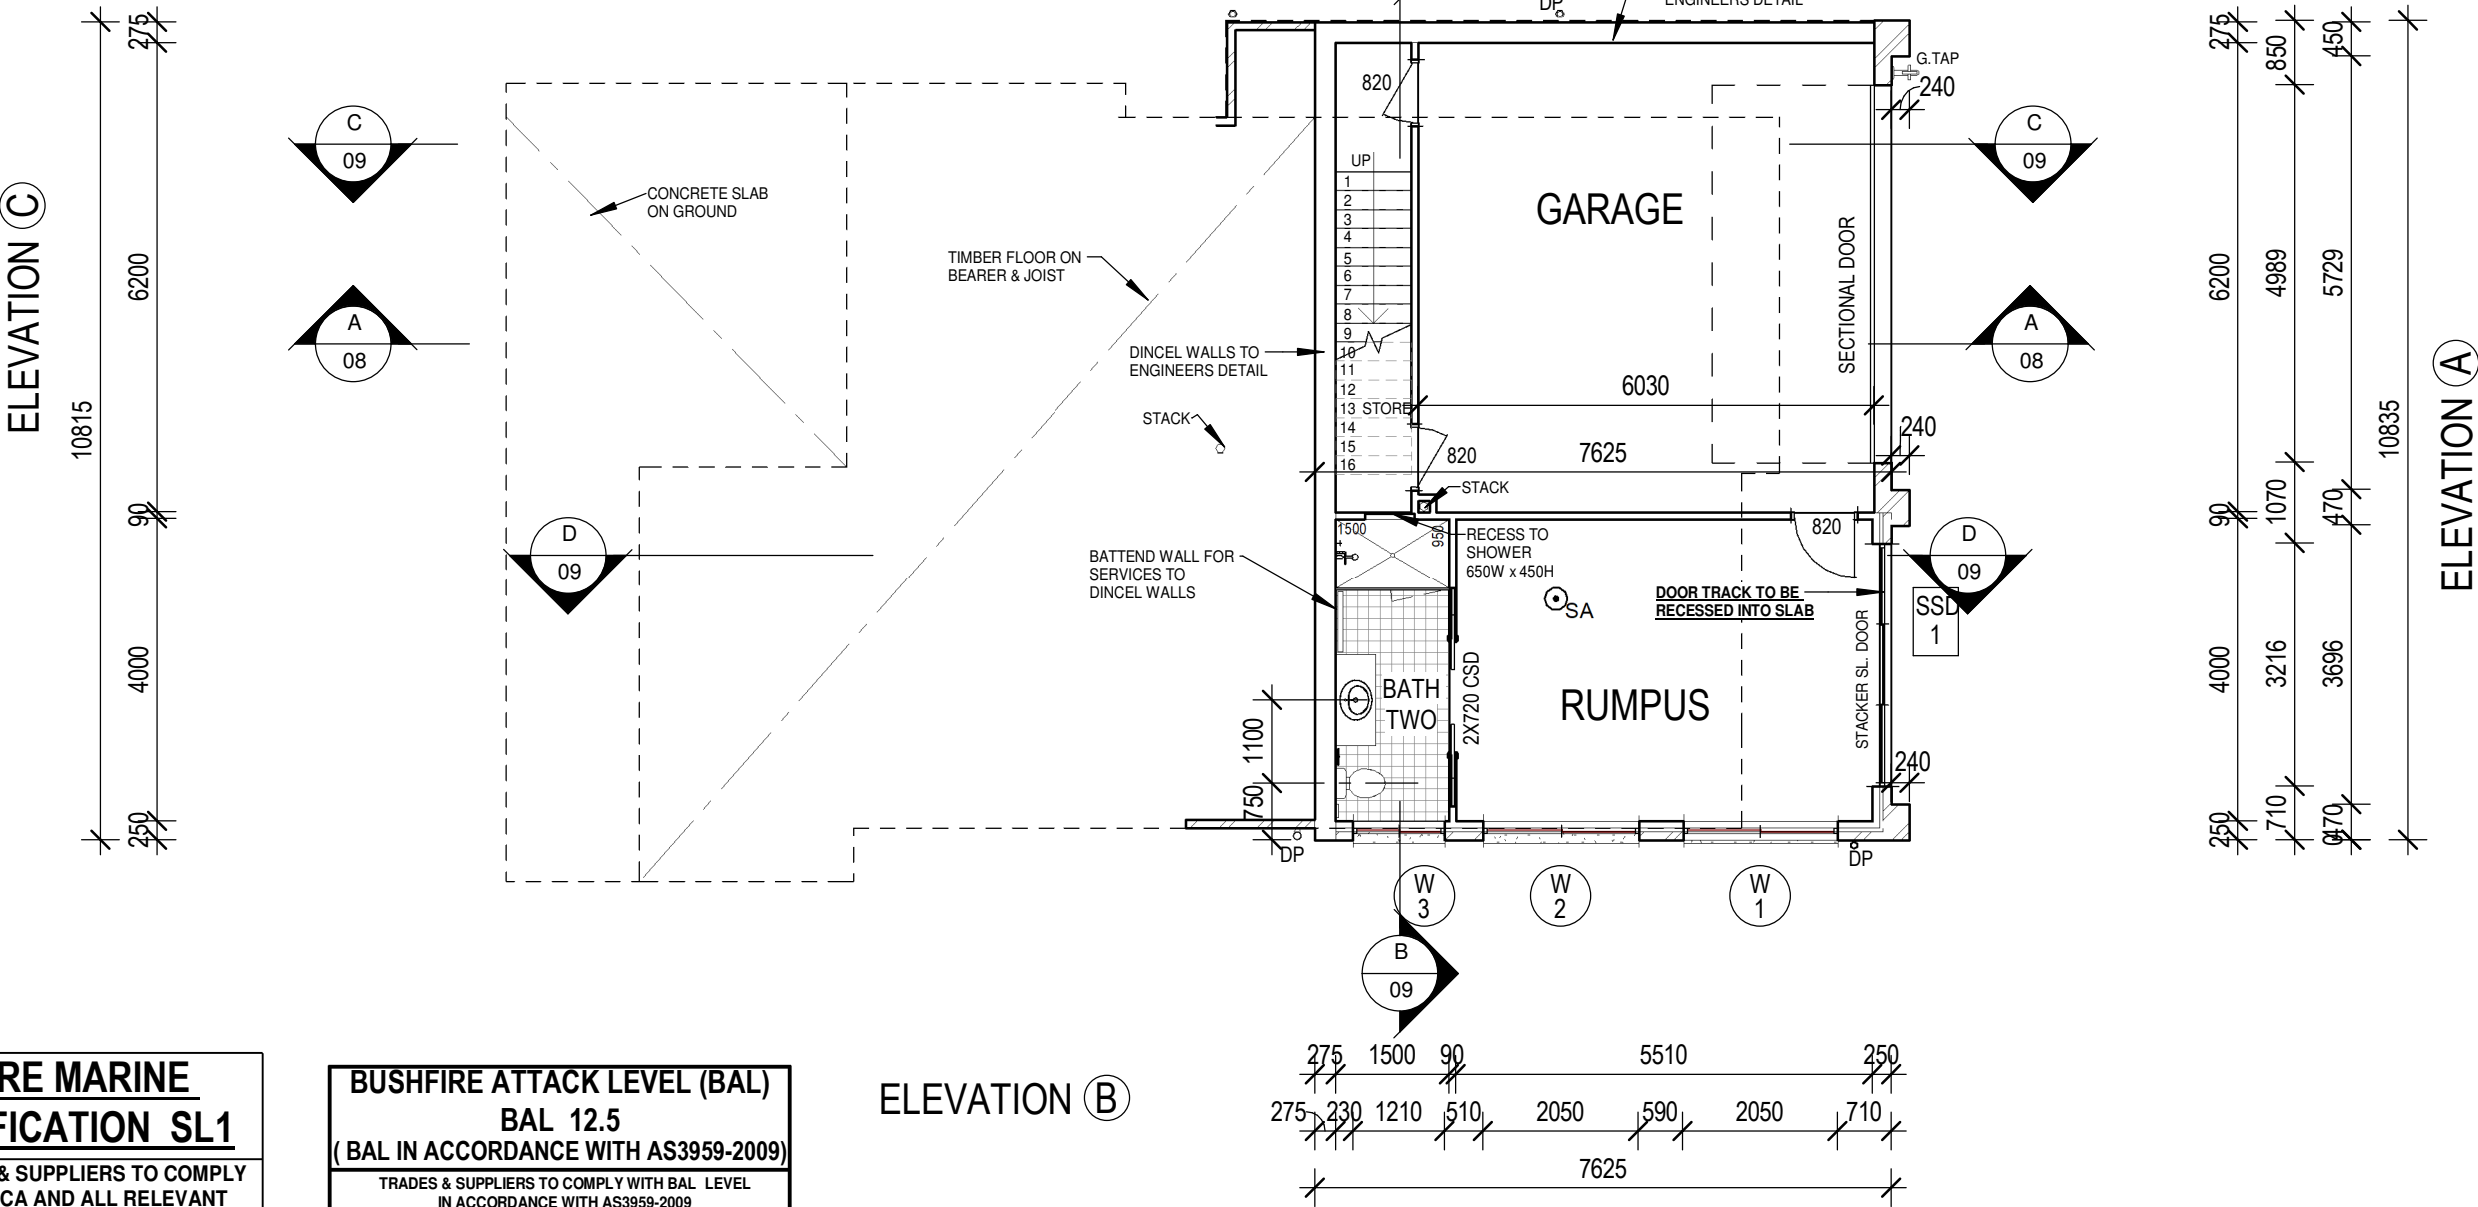 DP
ENGINEERS DETAIL
275
275
275
850
450
G.TAP
240
820
C
09
C
09
UP
1
2
3
4
5
6
7
8
9
10
11
12
13
14
15
16
STORE
CONCRETE SLAB
ON GROUND
GARAGE
SECTIONAL DOOR
ELEVATION C
TIMBER FLOOR ON
BEARER & JOIST
6200
6200
4989
5729
A
08
A
08
DINCEL WALLS TO
ENGINEERS DETAIL
ELEVATION A
6030
10815
10835
STACK
240
820
7625
STACK
90
90
1070
470
1500
950
RECESS TO
SHOWER
650W x 450H
820
D
09
D
09
BATTEND WALL FOR
SERVICES TO
DINCEL WALLS
SA
DOOR TRACK TO BE
RECESSED INTO SLAB
SSD
1
STACKER SL. DOOR
4000
4000
3216
3696
BATH
TWO
2X720 CSD
RUMPUS
1100
240
750
250
250
710
470
0
DP
DP
W
3
W
2
W
1
B
09
275
1500
90
5510
250
ELEVATION B
275
230
1210
510
2050
590
2050
710
7625
RE MARINE
FICATION SL1
& SUPPLIERS TO COMPLY
CA AND ALL RELEVANT
BUSHFIRE ATTACK LEVEL (BAL)
BAL 12.5
( BAL IN ACCORDANCE WITH AS3959-2009)
TRADES & SUPPLIERS TO COMPLY WITH BAL LEVEL
IN ACCORDANCE WITH AS3959-2009